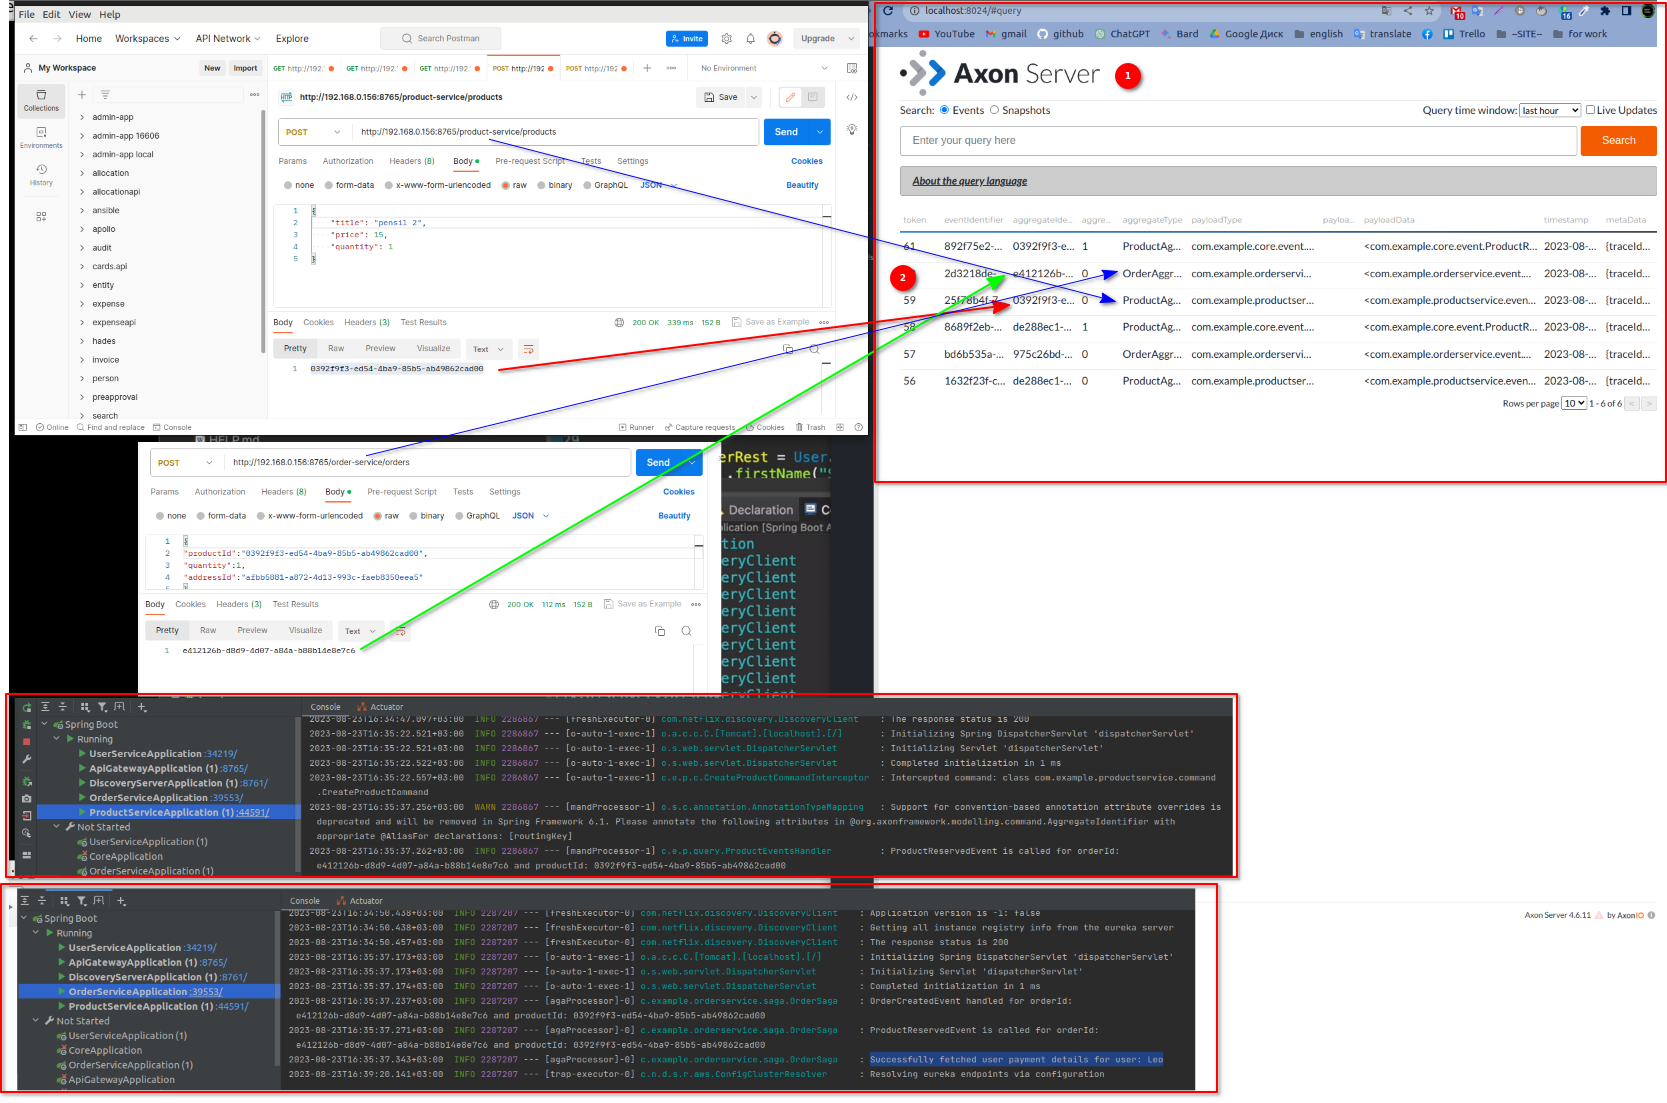 File Edit View Help
Home Workspaces API Network Explore
Search Postman
Invite
Upgrade
My Workspace
New Import
GET http://192.
GET http://192.
GET http://192.
POST http://192
POST http://192
No Environment
Collections
Environments
History
admin-app
admin-app 16606
admin-app local
allocation
allocationapi
ansible
apollo
audit
cards.api
entity
expense
expenseapi
hades
invoice
person
preapproval
search
http://192.168.0.156:8765/product-service/products
Save
POST http://192.168.0.156:8765/product-service/products
Send
Params Authorization Headers (8) Body Pre-request Script Tests Settings
Cookies
none form-data x-www-form-urlencoded raw binary GraphQL JSON
Beautify
1 {
2 "title": "pensil 2",
3 "price": 15,
4 "quantity": 1
5 }
Body Cookies Headers (3) Test Results
200 OK 339 ms 152 B Save as Example
Pretty Raw Preview Visualize Text
1 0392f9f3-ed54-4ba9-85b5-ab49862cad00
Online Find and replace Console
Runner Capture requests Cookies Trash
localhost:8024/#query
10
16
okmarks YouTube gmail github ChatGPT Bard Google Диск english translate Trello --SITE-- for work
Axon Server
1
Search: Events Snapshots
Query time window: last hour Live Updates
Enter your query here
Search
About the query language
token eventIdentifier aggregateIde... aggre... aggregateType payloadType payloa... payloadData timestamp metaData
61 892f75e2-... 0392f9f3-e... 1 ProductAg... com.example.core.event.... <com.example.core.event.ProductR... 2023-08-... {traceId...
2
2d3218de-... e412126b-... 0 OrderAggr... com.example.orderservi... <com.example.orderservice.event.... 2023-08-... {traceId...
59 25f78b4f-7... 0392f9f3-e... 0 ProductAg... com.example.productser... <com.example.productservice.even... 2023-08-... {traceId...
58 8689f2eb-... de288ec1-... 1 ProductAg... com.example.core.event.... <com.example.core.event.ProductR... 2023-08-... {traceId...
57 bd6b535a-... 975c26bd-... 0 OrderAggr... com.example.orderservi... <com.example.orderservice.event.... 2023-08-... {traceId...
56 1632f23f-c... de288ec1-... 0 ProductAg... com.example.productser... <com.example.productservice.even... 2023-08-... {traceId...
Rows per page 10 1 - 6 of 6 < >
HELP.md
29
POST http://192.168.0.156:8765/order-service/orders
Send
Params Authorization Headers (8) Body Pre-request Script Tests Settings
Cookies
none form-data x-www-form-urlencoded raw binary GraphQL JSON
Beautify
1 {
2 "productId":"0392f9f3-ed54-4ba9-85b5-ab49862cad00",
3 "quantity":1,
4 "addressId":"afbb5881-a872-4d13-993c-faeb8350eea5"
5 }
Body Cookies Headers (3) Test Results
200 OK 112 ms 152 B Save as Example
Pretty Raw Preview Visualize Text
1 e412126b-d8d9-4d07-a84a-b88b14e8e7c6
erRest = User.
.firstName("S
Declaration
plication [Spring Boot A
tion
eryClient
eryClient
eryClient
eryClient
eryClient
eryClient
eryClient
eryClient
eryClient
Spring Boot
Running
UserServiceApplication :34219/
ApiGatewayApplication (1) :8765/
DiscoveryServerApplication (1) :8761/
OrderServiceApplication :39553/
ProductServiceApplication (1) :44591/
Not Started
UserServiceApplication (1)
CoreApplication
OrderServiceApplication (1)
Console Actuator
2023-08-23T16:34:47.097+03:00 INFO 2286867 --- [freshExecutor-0] com.netflix.discovery.DiscoveryClient : The response status is 200
2023-08-23T16:35:22.521+03:00 INFO 2286867 --- [o-auto-1-exec-1] o.a.c.c.C.[Tomcat].[localhost].[/] : Initializing Spring DispatcherServlet 'dispatcherServlet'
2023-08-23T16:35:22.521+03:00 INFO 2286867 --- [o-auto-1-exec-1] o.s.web.servlet.DispatcherServlet : Initializing Servlet 'dispatcherServlet'
2023-08-23T16:35:22.522+03:00 INFO 2286867 --- [o-auto-1-exec-1] o.s.web.servlet.DispatcherServlet : Completed initialization in 1 ms
2023-08-23T16:35:22.557+03:00 INFO 2286867 --- [o-auto-1-exec-1] c.e.p.c.CreateProductCommandInterceptor : Intercepted command: class com.example.productservice.command
.CreateProductCommand
2023-08-23T16:35:37.256+03:00 WARN 2286867 --- [mandProcessor-1] o.s.c.annotation.AnnotationTypeMapping : Support for convention-based annotation attribute overrides is
deprecated and will be removed in Spring Framework 6.1. Please annotate the following attributes in @org.axonframework.modelling.command.AggregateIdentifier with
appropriate @AliasFor declarations: [routingKey]
2023-08-23T16:35:37.262+03:00 INFO 2286867 --- [mandProcessor-1] c.e.p.query.ProductEventsHandler : ProductReservedEvent is called for orderId:
e412126b-d8d9-4d07-a84a-b88b14e8e7c6 and productId: 0392f9f3-ed54-4ba9-85b5-ab49862cad00
Spring Boot
Running
UserServiceApplication :34219/
ApiGatewayApplication (1) :8765/
DiscoveryServerApplication (1) :8761/
OrderServiceApplication :39553/
ProductServiceApplication (1) :44591/
Not Started
UserServiceApplication (1)
CoreApplication
OrderServiceApplication (1)
ApiGatewayApplication
Console Actuator
2023-08-23T16:34:50.438+03:00 INFO 2287207 --- [freshExecutor-0] com.netflix.discovery.DiscoveryClient : Application version is -1: false
2023-08-23T16:34:50.438+03:00 INFO 2287207 --- [freshExecutor-0] com.netflix.discovery.DiscoveryClient : Getting all instance registry info from the eureka server
2023-08-23T16:34:50.457+03:00 INFO 2287207 --- [freshExecutor-0] com.netflix.discovery.DiscoveryClient : The response status is 200
2023-08-23T16:35:37.173+03:00 INFO 2287207 --- [o-auto-1-exec-1] o.a.c.c.C.[Tomcat].[localhost].[/] : Initializing Spring DispatcherServlet 'dispatcherServlet'
2023-08-23T16:35:37.173+03:00 INFO 2287207 --- [o-auto-1-exec-1] o.s.web.servlet.DispatcherServlet : Initializing Servlet 'dispatcherServlet'
2023-08-23T16:35:37.174+03:00 INFO 2287207 --- [o-auto-1-exec-1] o.s.web.servlet.DispatcherServlet : Completed initialization in 1 ms
2023-08-23T16:35:37.237+03:00 INFO 2287207 --- [agaProcessor]-0] c.example.orderservice.saga.OrderSaga : OrderCreatedEvent handled for orderId:
e412126b-d8d9-4d07-a84a-b88b14e8e7c6 and productId: 0392f9f3-ed54-4ba9-85b5-ab49862cad00
2023-08-23T16:35:37.271+03:00 INFO 2287207 --- [agaProcessor]-0] c.example.orderservice.saga.OrderSaga : ProductReservedEvent is called for orderId:
e412126b-d8d9-4d07-a84a-b88b14e8e7c6 and productId: 0392f9f3-ed54-4ba9-85b5-ab49862cad00
2023-08-23T16:35:37.343+03:00 INFO 2287207 --- [agaProcessor]-0] c.example.orderservice.saga.OrderSaga : Successfully fetched user payment details for user: Leo
2023-08-23T16:39:20.141+03:00 INFO 2287207 --- [trap-executor-0] c.n.d.s.r.aws.ConfigClusterResolver : Resolving eureka endpoints via configuration
Axon Server 4.6.11 by AxonIQ